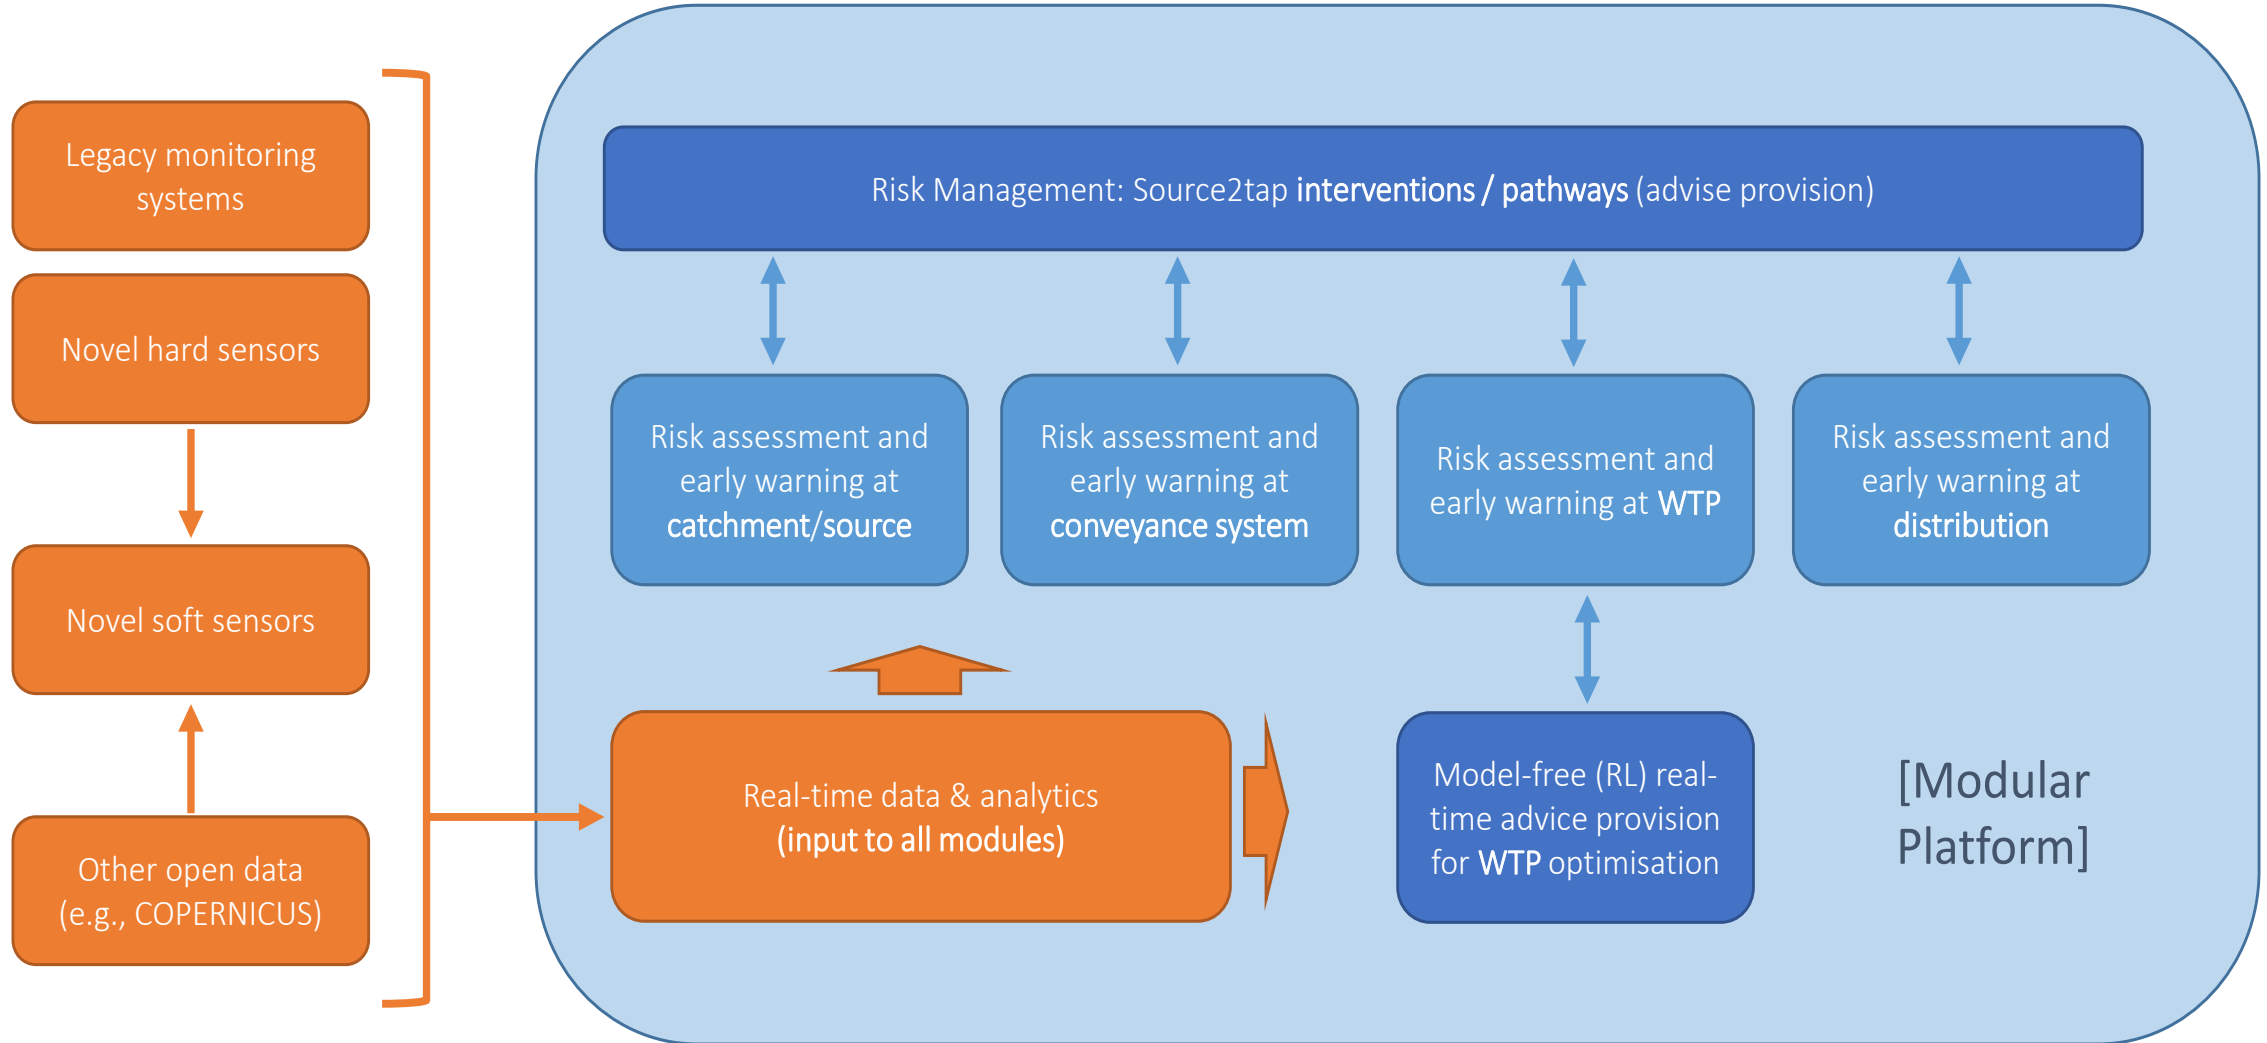 Legacy monitoring
systems
Novel hard sensors
Novel soft sensors
Other open data
(e.g., COPERNICUS)
Risk Management: Source2tap interventions / pathways (advise provision)
Risk assessment and
early warning at
catchment/source
Risk assessment and
early warning at
conveyance system
Risk assessment and
early warning at WTP
Risk assessment and
early warning at
distribution
Real-time data & analytics
(input to all modules)
Model-free (RL) real-
time advice provision
for WTP optimisation
[Modular
Platform]